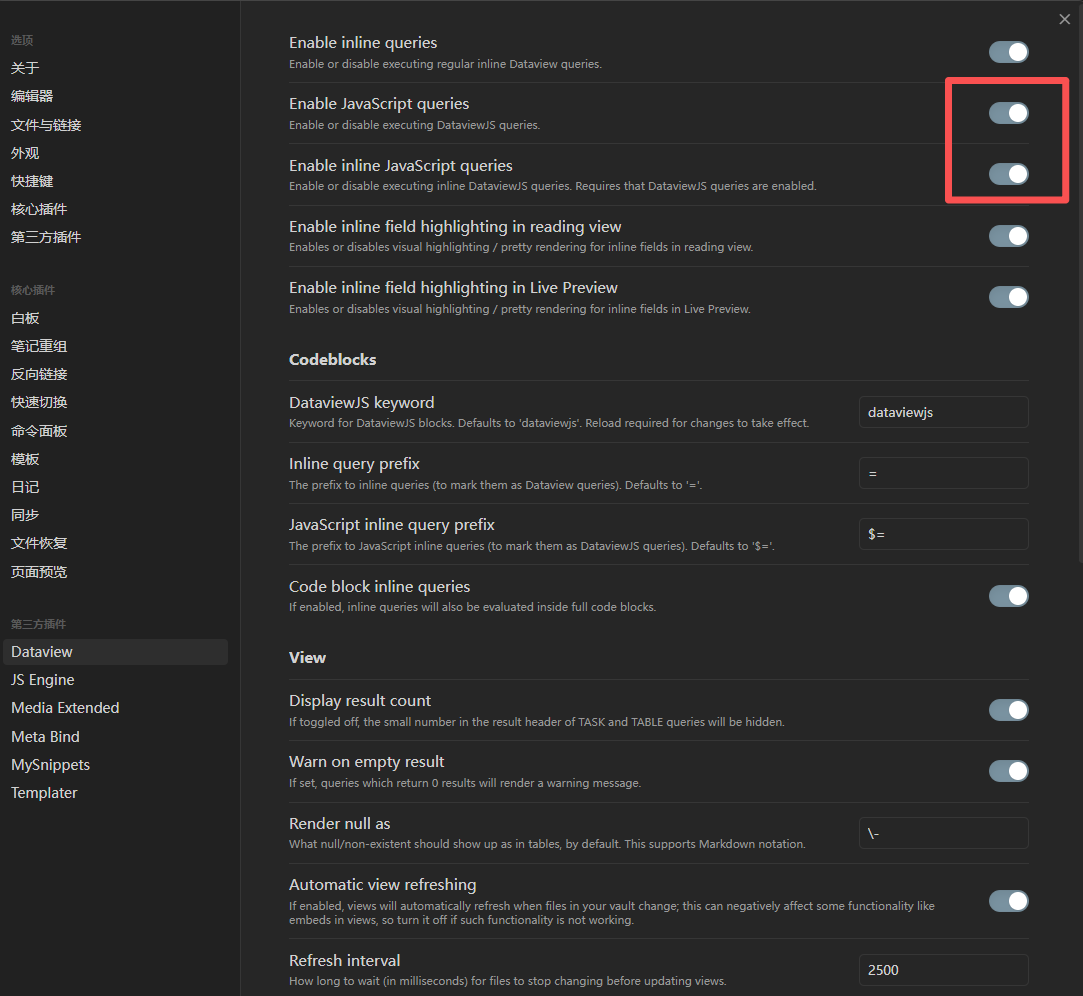 选项
关于
编辑器
文件与链接
外观
快捷键
核心插件
第三方插件
核心插件
白板
笔记重组
反向链接
快速切换
命令面板
模板
日记
同步
文件恢复
页面预览
第三方插件
Dataview
JS Engine
Media Extended
Meta Bind
MySnippets
Templater
Enable inline queries
Enable or disable executing regular inline Dataview queries.
Enable JavaScript queries
Enable or disable executing DataviewJS queries.
Enable inline JavaScript queries
Enable or disable executing inline DataviewJS queries. Requires that DataviewJS queries are enabled.
Enable inline field highlighting in reading view
Enables or disables visual highlighting / pretty rendering for inline fields in reading view.
Enable inline field highlighting in Live Preview
Enables or disables visual highlighting / pretty rendering for inline fields in Live Preview.
Codeblocks
DataviewJS keyword
Keyword for DataviewJS blocks. Defaults to 'dataviewjs'. Reload required for changes to take effect.
dataviewjs
Inline query prefix
The prefix to inline queries (to mark them as Dataview queries). Defaults to '='.
=
JavaScript inline query prefix
The prefix to JavaScript inline queries (to mark them as DataviewJS queries). Defaults to '$='.
$=
Code block inline queries
If enabled, inline queries will also be evaluated inside full code blocks.
View
Display result count
If toggled off, the small number in the result header of TASK and TABLE queries will be hidden.
Warn on empty result
If set, queries which return 0 results will render a warning message.
Render null as
What null/non-existent should show up as in tables, by default. This supports Markdown notation.
\-
Automatic view refreshing
If enabled, views will automatically refresh when files in your vault change; this can negatively affect some functionality like
embeds in views, so turn it off if such functionality is not working.
Refresh interval
How long to wait (in milliseconds) for files to stop changing before updating views.
2500